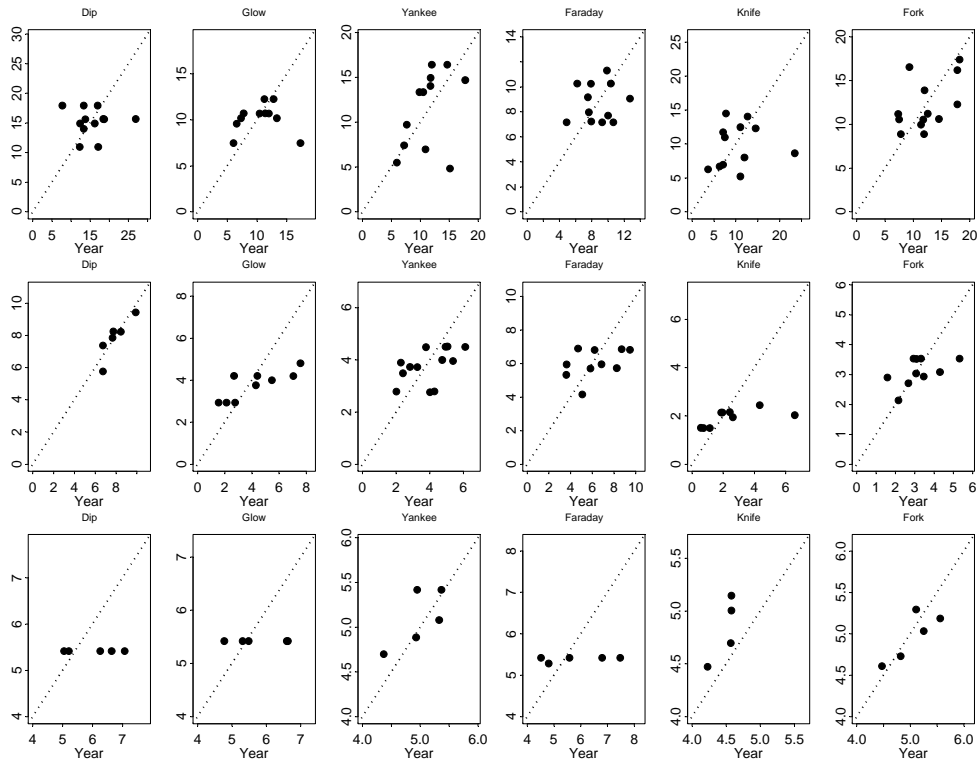 Dip Glow Yankee Faraday Knife Fork
30 25 20 15 10 5 0
15 10 5 0
20 15 10 5 0
14 12 10 8 6 4 2 0
25 20 15 10 5 0
20 15 10 5 0
0 5 10 15 25
0 5 10 15
0 5 10 15 20
0 2 4 6 8 12
0 5 10 20
0 5 10 15 20
Year Year Year Year Year Year
Dip Glow Yankee Faraday Knife Fork
10 8 6 4 2 0
8 6 4 2 0
6 4 2 0
10 8 6 4 2 0
6 4 2 0
6 5 4 3 2 1 0
0 2 4 6 8
0 2 4 6 8
0 1 2 3 4 5 6
0 2 4 6 8 10
0 2 4 6
0 1 2 3 4 5 6
Year Year Year Year Year Year
Dip Glow Yankee Faraday Knife Fork
7 6 5 4
7 6 5 4
6.0 5.5 5.0 4.5 4.0
8 7 6 5 4
5.5 5.0 4.5 4.0
6.0 5.5 5.0 4.5 4.0
4 5 6 7
4 5 6 7
4.0 5.0 6.0
4 5 6 7 8
4.0 4.5 5.0 5.5
4.0 5.0 6.0
Year Year Year Year Year Year